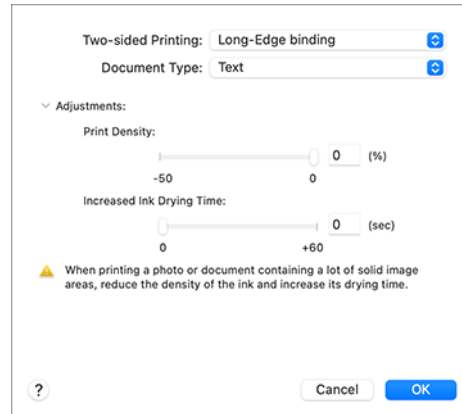 Two-sided Printing: Long-Edge binding
Document Type: Text
Adjustments:
Print Density:
0 (%)
-50 0
Increased Ink Drying Time:
0 (sec)
0 +60
When printing a photo or document containing a lot of solid image
areas, reduce the density of the ink and increase its drying time.
? Cancel OK